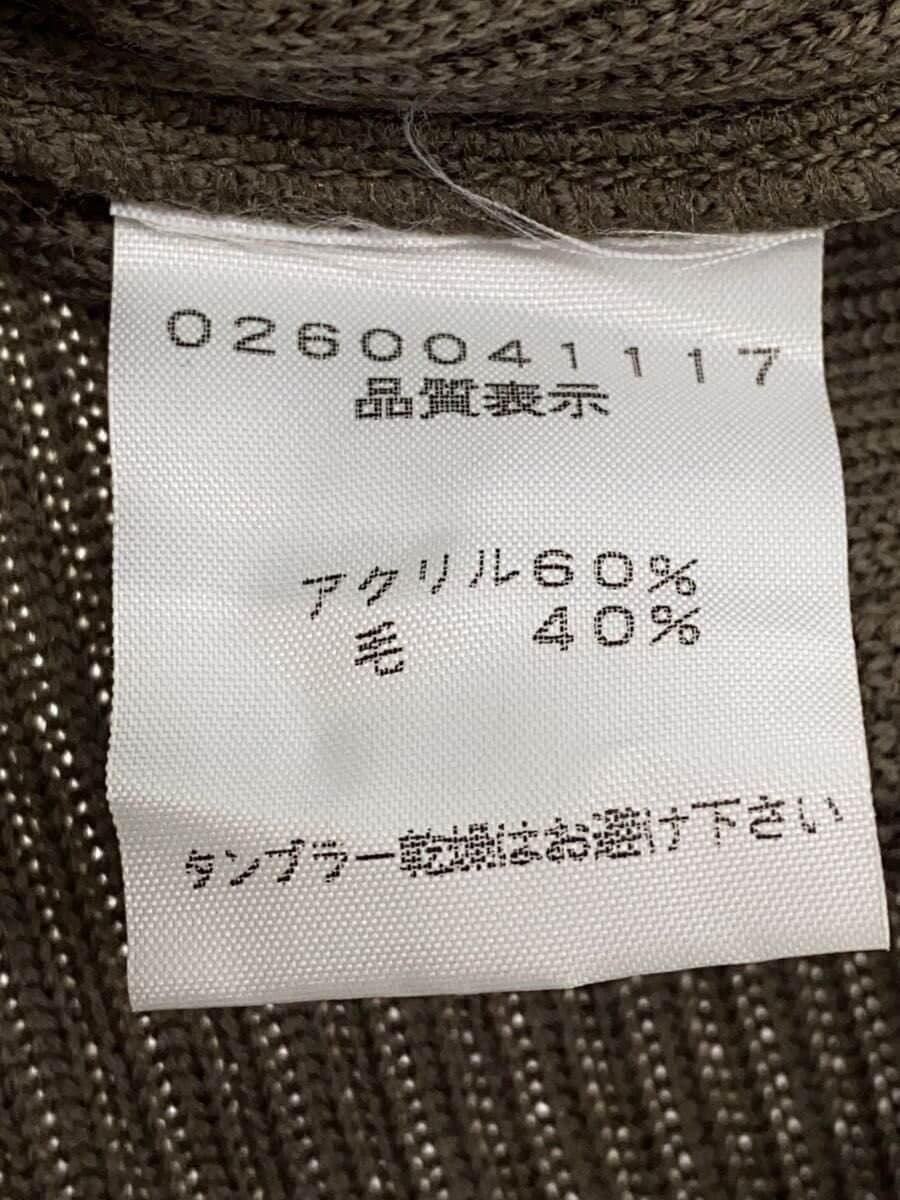 0260041117
品質表示
アクリル60%
毛 40%
タンブラー乾燥はお避け下さい